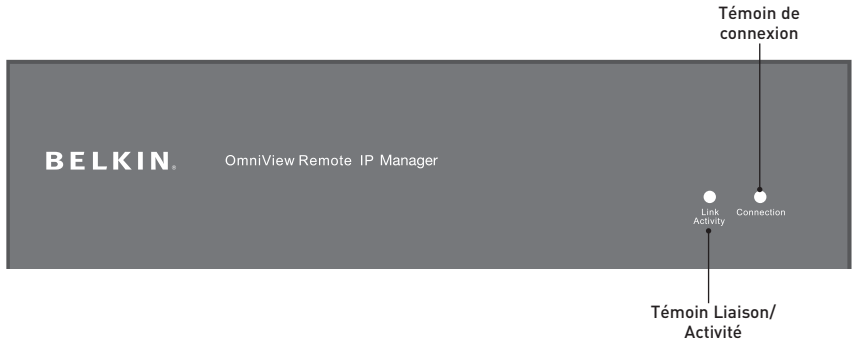 Témoin de
connexion
BELKIN.
OmniView Remote IP Manager
Link
Activity
Connection
Témoin Liaison/
Activité